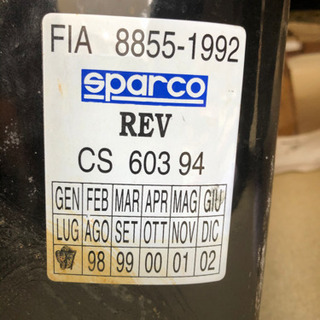 FIA 8855-1992
sparco
REV
CS 603 94
GEN FEB MAR APR MAG GIU
LUG AGO SET OTT NOV DIC
98 99 00 01 02